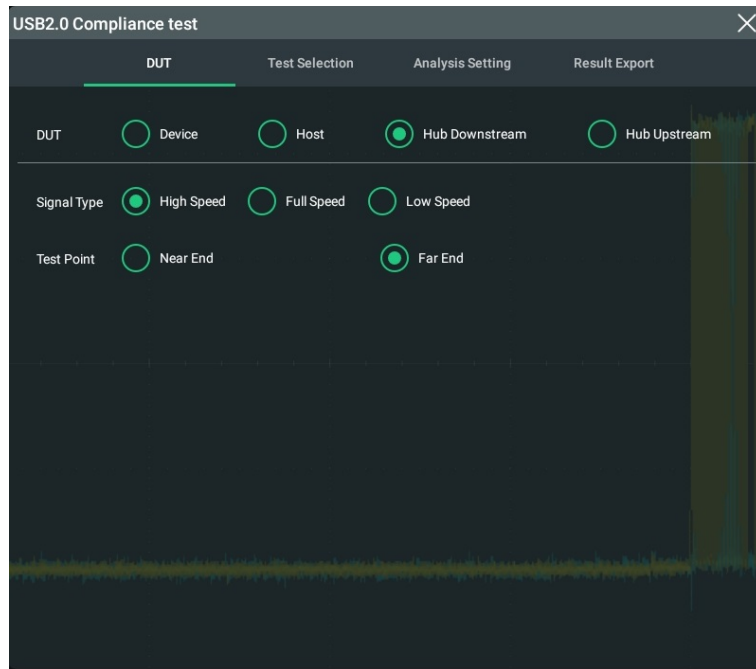 USB2.0 Compliance test
DUT Test Selection Analysis Setting Result Export
DUT Device Host Hub Downstream Hub Upstream
Signal Type High Speed Full Speed Low Speed
Test Point Near End Far End